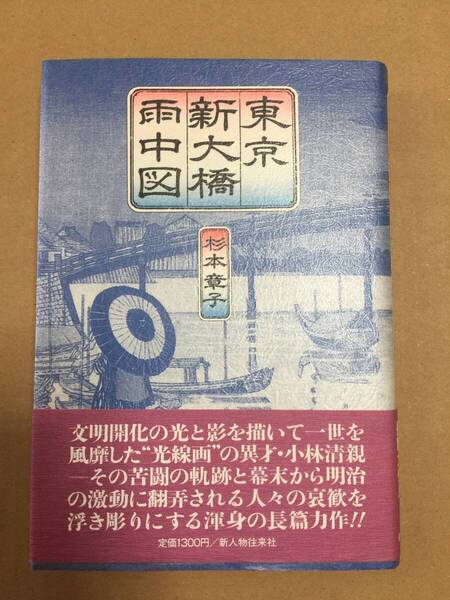 東京
新大橋
雨中図
杉本章子
文明開化の光と影を描いて一世を
風靡した“光線画”の異才・小林清親
―その苦闘の軌跡と幕末から明治
の激動に翻弄される人々の哀歓を
浮き彫りにする渾身の長篇力作!!
定価1300円/新人物往来社